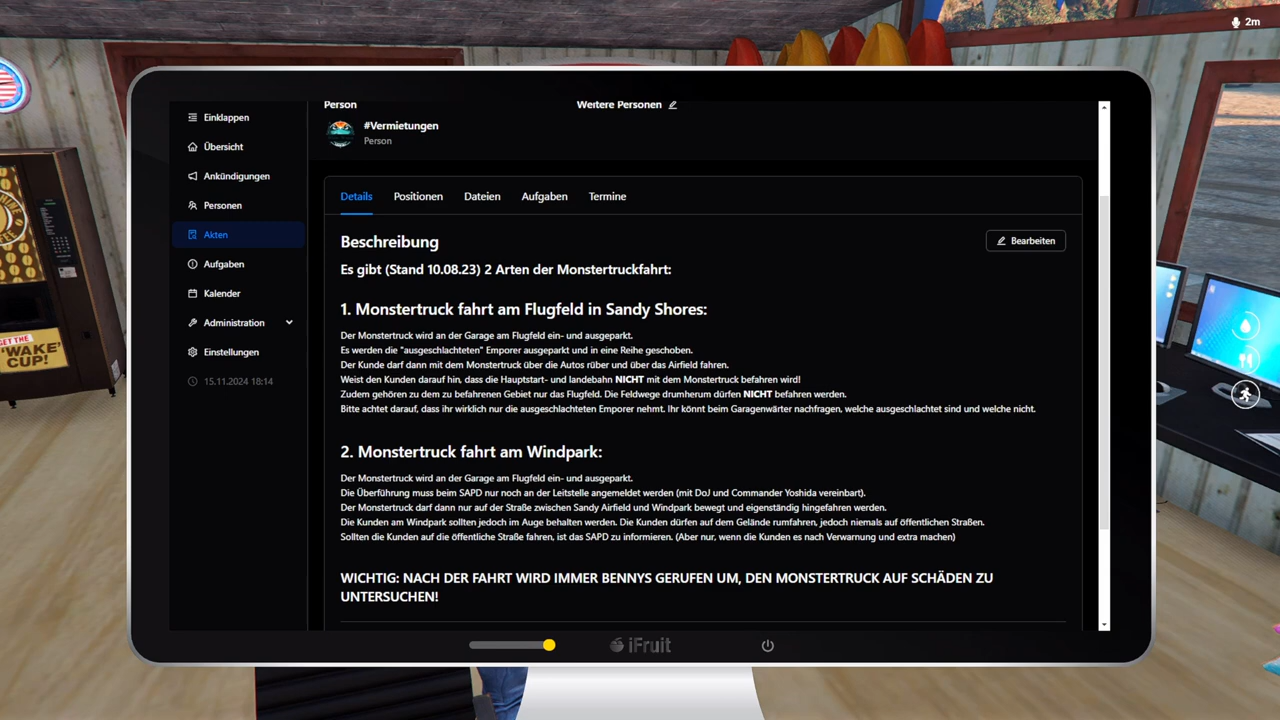 2m
Person
Weitere Personen
#Vermietungen
Person
Einklappen
Übersicht
Ankündigungen
Personen
Akten
Aufgaben
Kalender
Administration
Einstellungen
15.11.2024 18:14
Details Positionen Dateien Aufgaben Termine
Beschreibung
Bearbeiten
Es gibt (Stand 10.08.23) 2 Arten der Monstertruckfahrt:
1. Monstertruck fahrt am Flugfeld in Sandy Shores:
Der Monstertruck wird an der Garage am Flugfeld ein- und ausgeparkt.
Es werden die "ausgeschlachteten" Emporer ausgeparkt und in eine Reihe geschoben.
Der Kunde darf dann mit dem Monstertruck über die Autos rüber und über das Airfield fahren.
Weist den Kunden darauf hin, dass die Hauptstart- und landebahn NICHT mit dem Monstertruck befahren wird!
Zudem gehören zu dem zu befahrenen Gebiet nur das Flugfeld. Die Feldwege drumherum dürfen NICHT befahren werden.
Bitte achtet darauf, dass ihr wirklich nur die ausgeschlachteten Emporer nehmt. Ihr könnt beim Garagenwärter nachfragen, welche ausgeschlachtet sind und welche nicht.
2. Monstertruck fahrt am Windpark:
Der Monstertruck wird an der Garage am Flugfeld ein- und ausgeparkt.
Die Überführung muss beim SAPD nur noch an der Leitstelle angemeldet werden (mit DoJ und Commander Yoshida vereinbart).
Der Monstertruck darf dann nur auf der Straße zwischen Sandy Airfield und Windpark bewegt und eigenständig hingefahren werden.
Die Kunden am Windpark sollten jedoch im Auge behalten werden. Die Kunden dürfen auf dem Gelände rumfahren, jedoch niemals auf öffentlichen Straßen.
Sollten die Kunden auf die öffentliche Straße fahren, ist das SAPD zu informieren. (Aber nur, wenn die Kunden es nach Verwarnung und extra machen)
WICHTIG: NACH DER FAHRT WIRD IMMER BENNYS GERUFEN UM, DEN MONSTERTRUCK AUF SCHÄDEN ZU
UNTERSUCHEN!
iFruit
GET THE
'WAKE'
CUP!